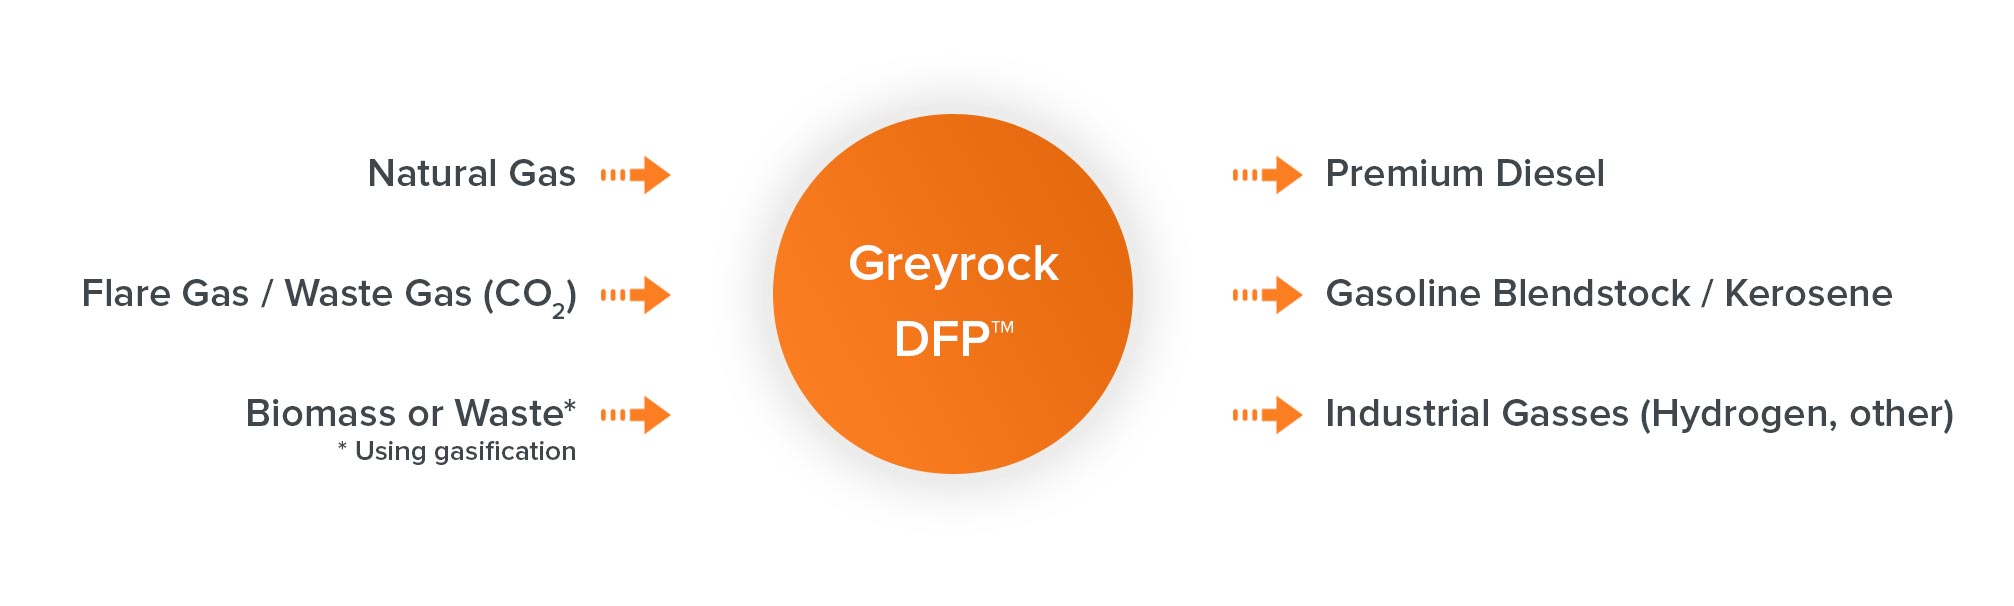 Natural Gas
Flare Gas / Waste Gas (CO₂)
Biomass or Waste*
* Using gasification
Greyrock
DFP™
Premium Diesel
Gasoline Blendstock / Kerosene
Industrial Gasses (Hydrogen, other)